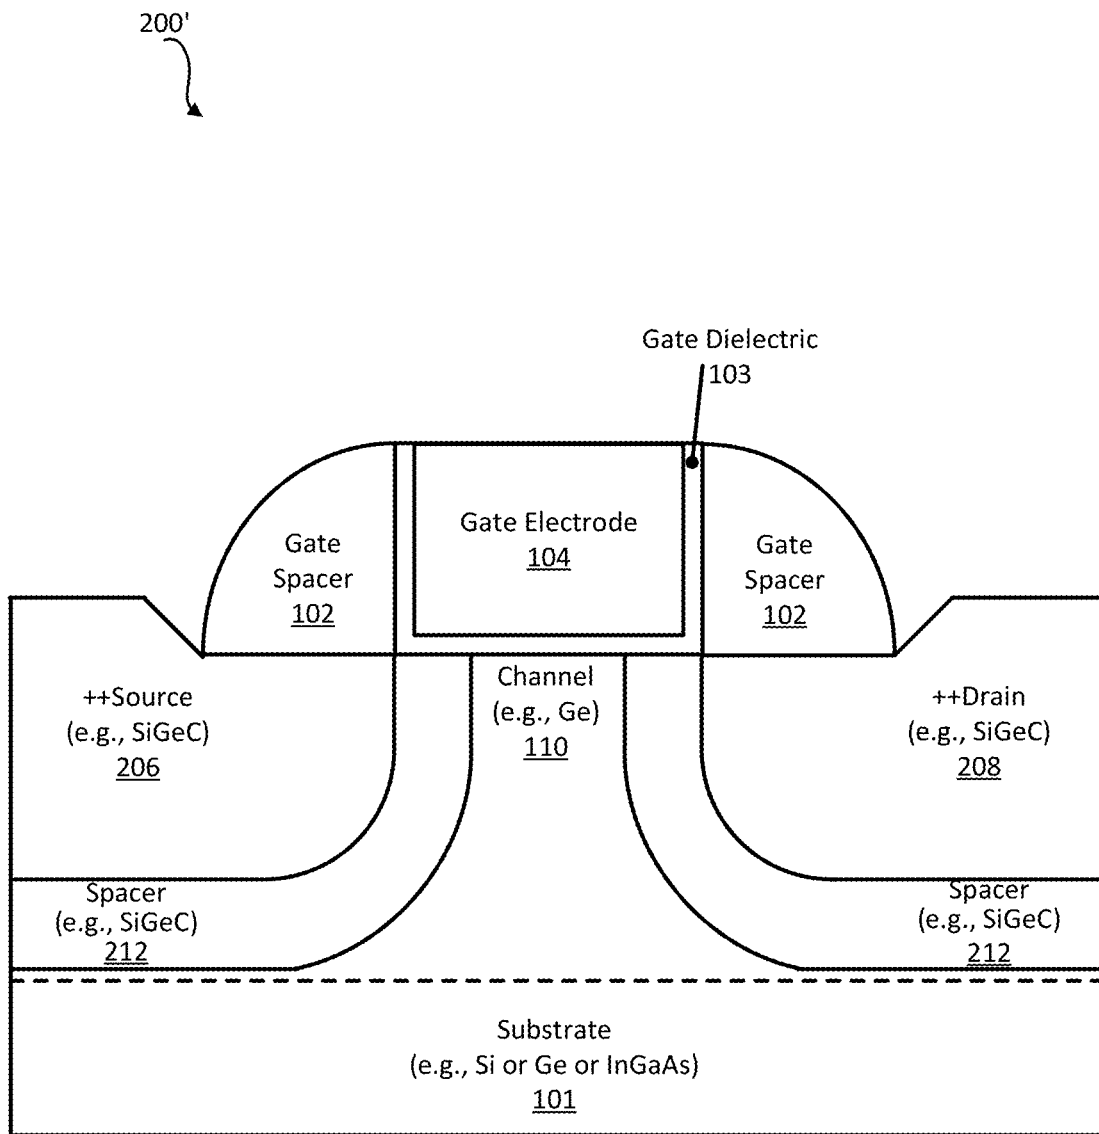 200'
Gate Dielectric
103
Gate Electrode
104
Gate
Spacer
102
Gate
Spacer
102
Channel
(e.g., Ge)
110
++Source
(e.g., SiGeC)
206
++Drain
(e.g., SiGeC)
208
Spacer
(e.g., SiGeC)
212
Spacer
(e.g., SiGeC)
212
Substrate
(e.g., Si or Ge or InGaAs)
101